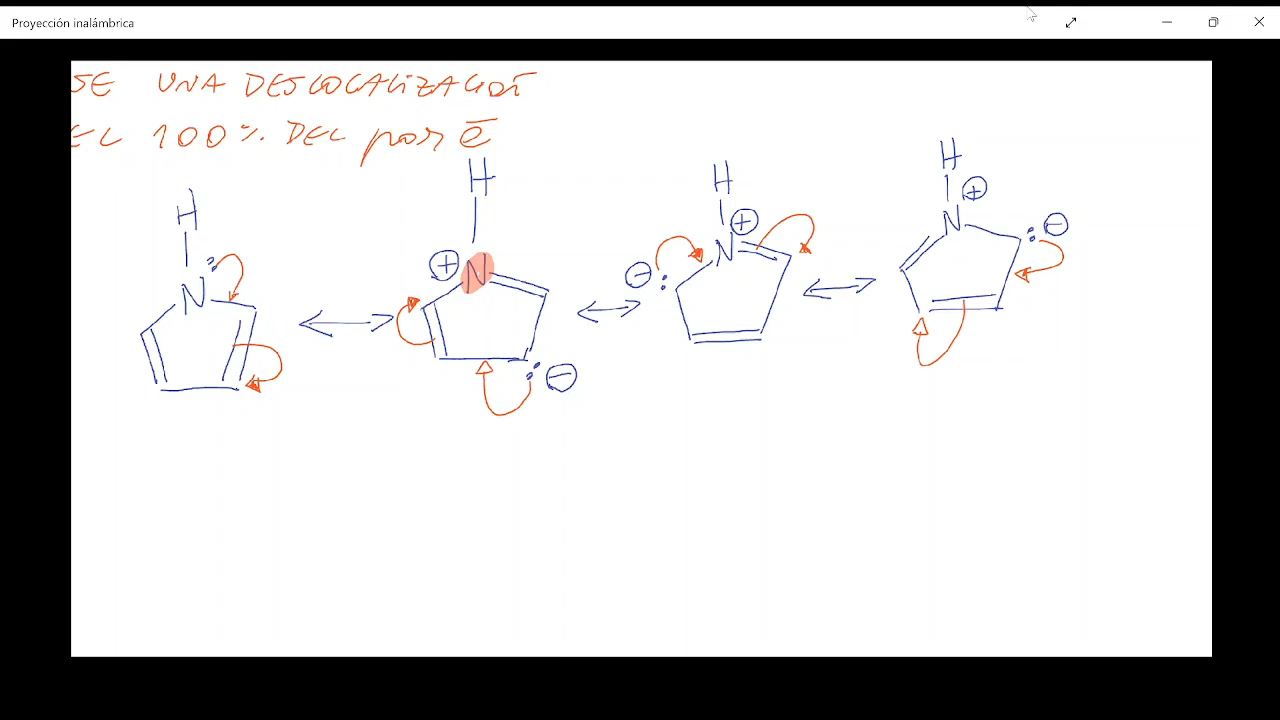 Proyección inalámbrica
SE UNA DESLOCALIZACIÓN
EL 100% DEL par ē
H H H H
N N N N
⊕ ⊕ ⊕
⊖ ⊖ ⊖